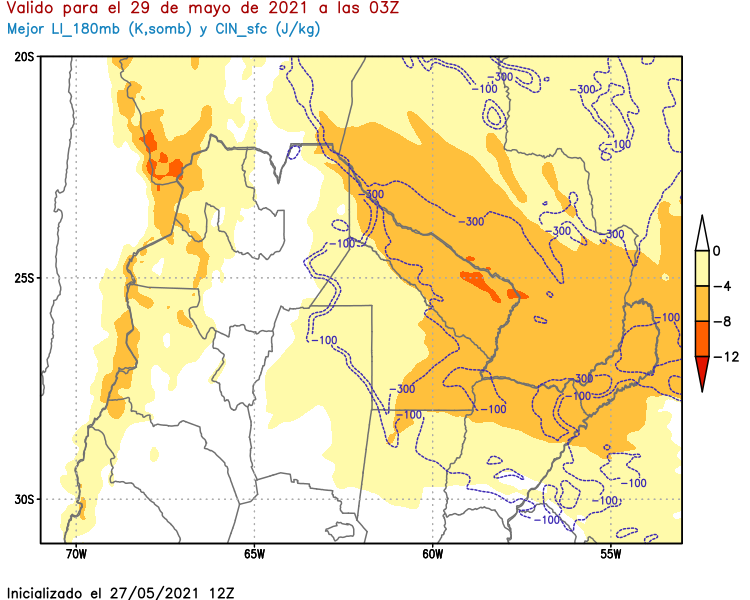 Valido para el 29 de mayo de 2021 a las 03Z
Mejor LI_180mb (K,somb) y CIN_sfc (J/kg)
20S
25S
30S
70W
65W
60W
55W
-300
-100
-300
-100
-300
-300
-300
-300
-100
-100
-100
-300
-300
-100
-100
-100
-100
-100
-100
0
-4
-8
-12
Inicializado el 27/05/2021 12Z